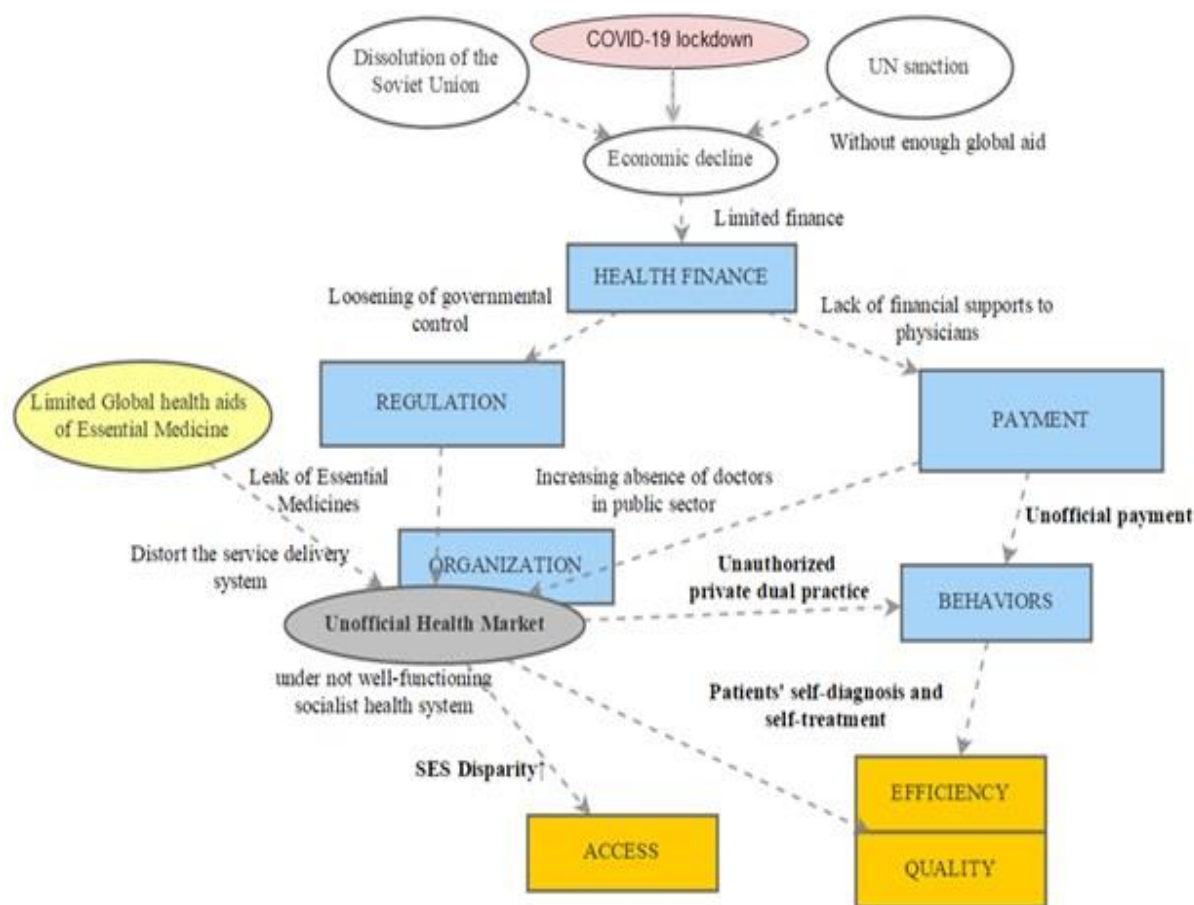 COVID-19 lockdown
Dissolution of the
Soviet Union
UN sanction
Without enough global aid
Economic decline
Limited finance
HEALTH FINANCE
Loosening of governmental
control
Lack of financial supports to
physicians
REGULATION
PAYMENT
Limited Global health aids
of Essential Medicine
Leak of Essential
Medicines
Increasing absence of doctors
in public sector
Unofficial payment
Distort the service delivery
system
ORGANIZATION
Unauthorized
private dual practice
BEHAVIORS
Unofficial Health Market
under not well-functioning
socialist health system
Patients' self-diagnosis and
self-treatment
SES Disparity↑
EFFICIENCY
ACCESS
QUALITY